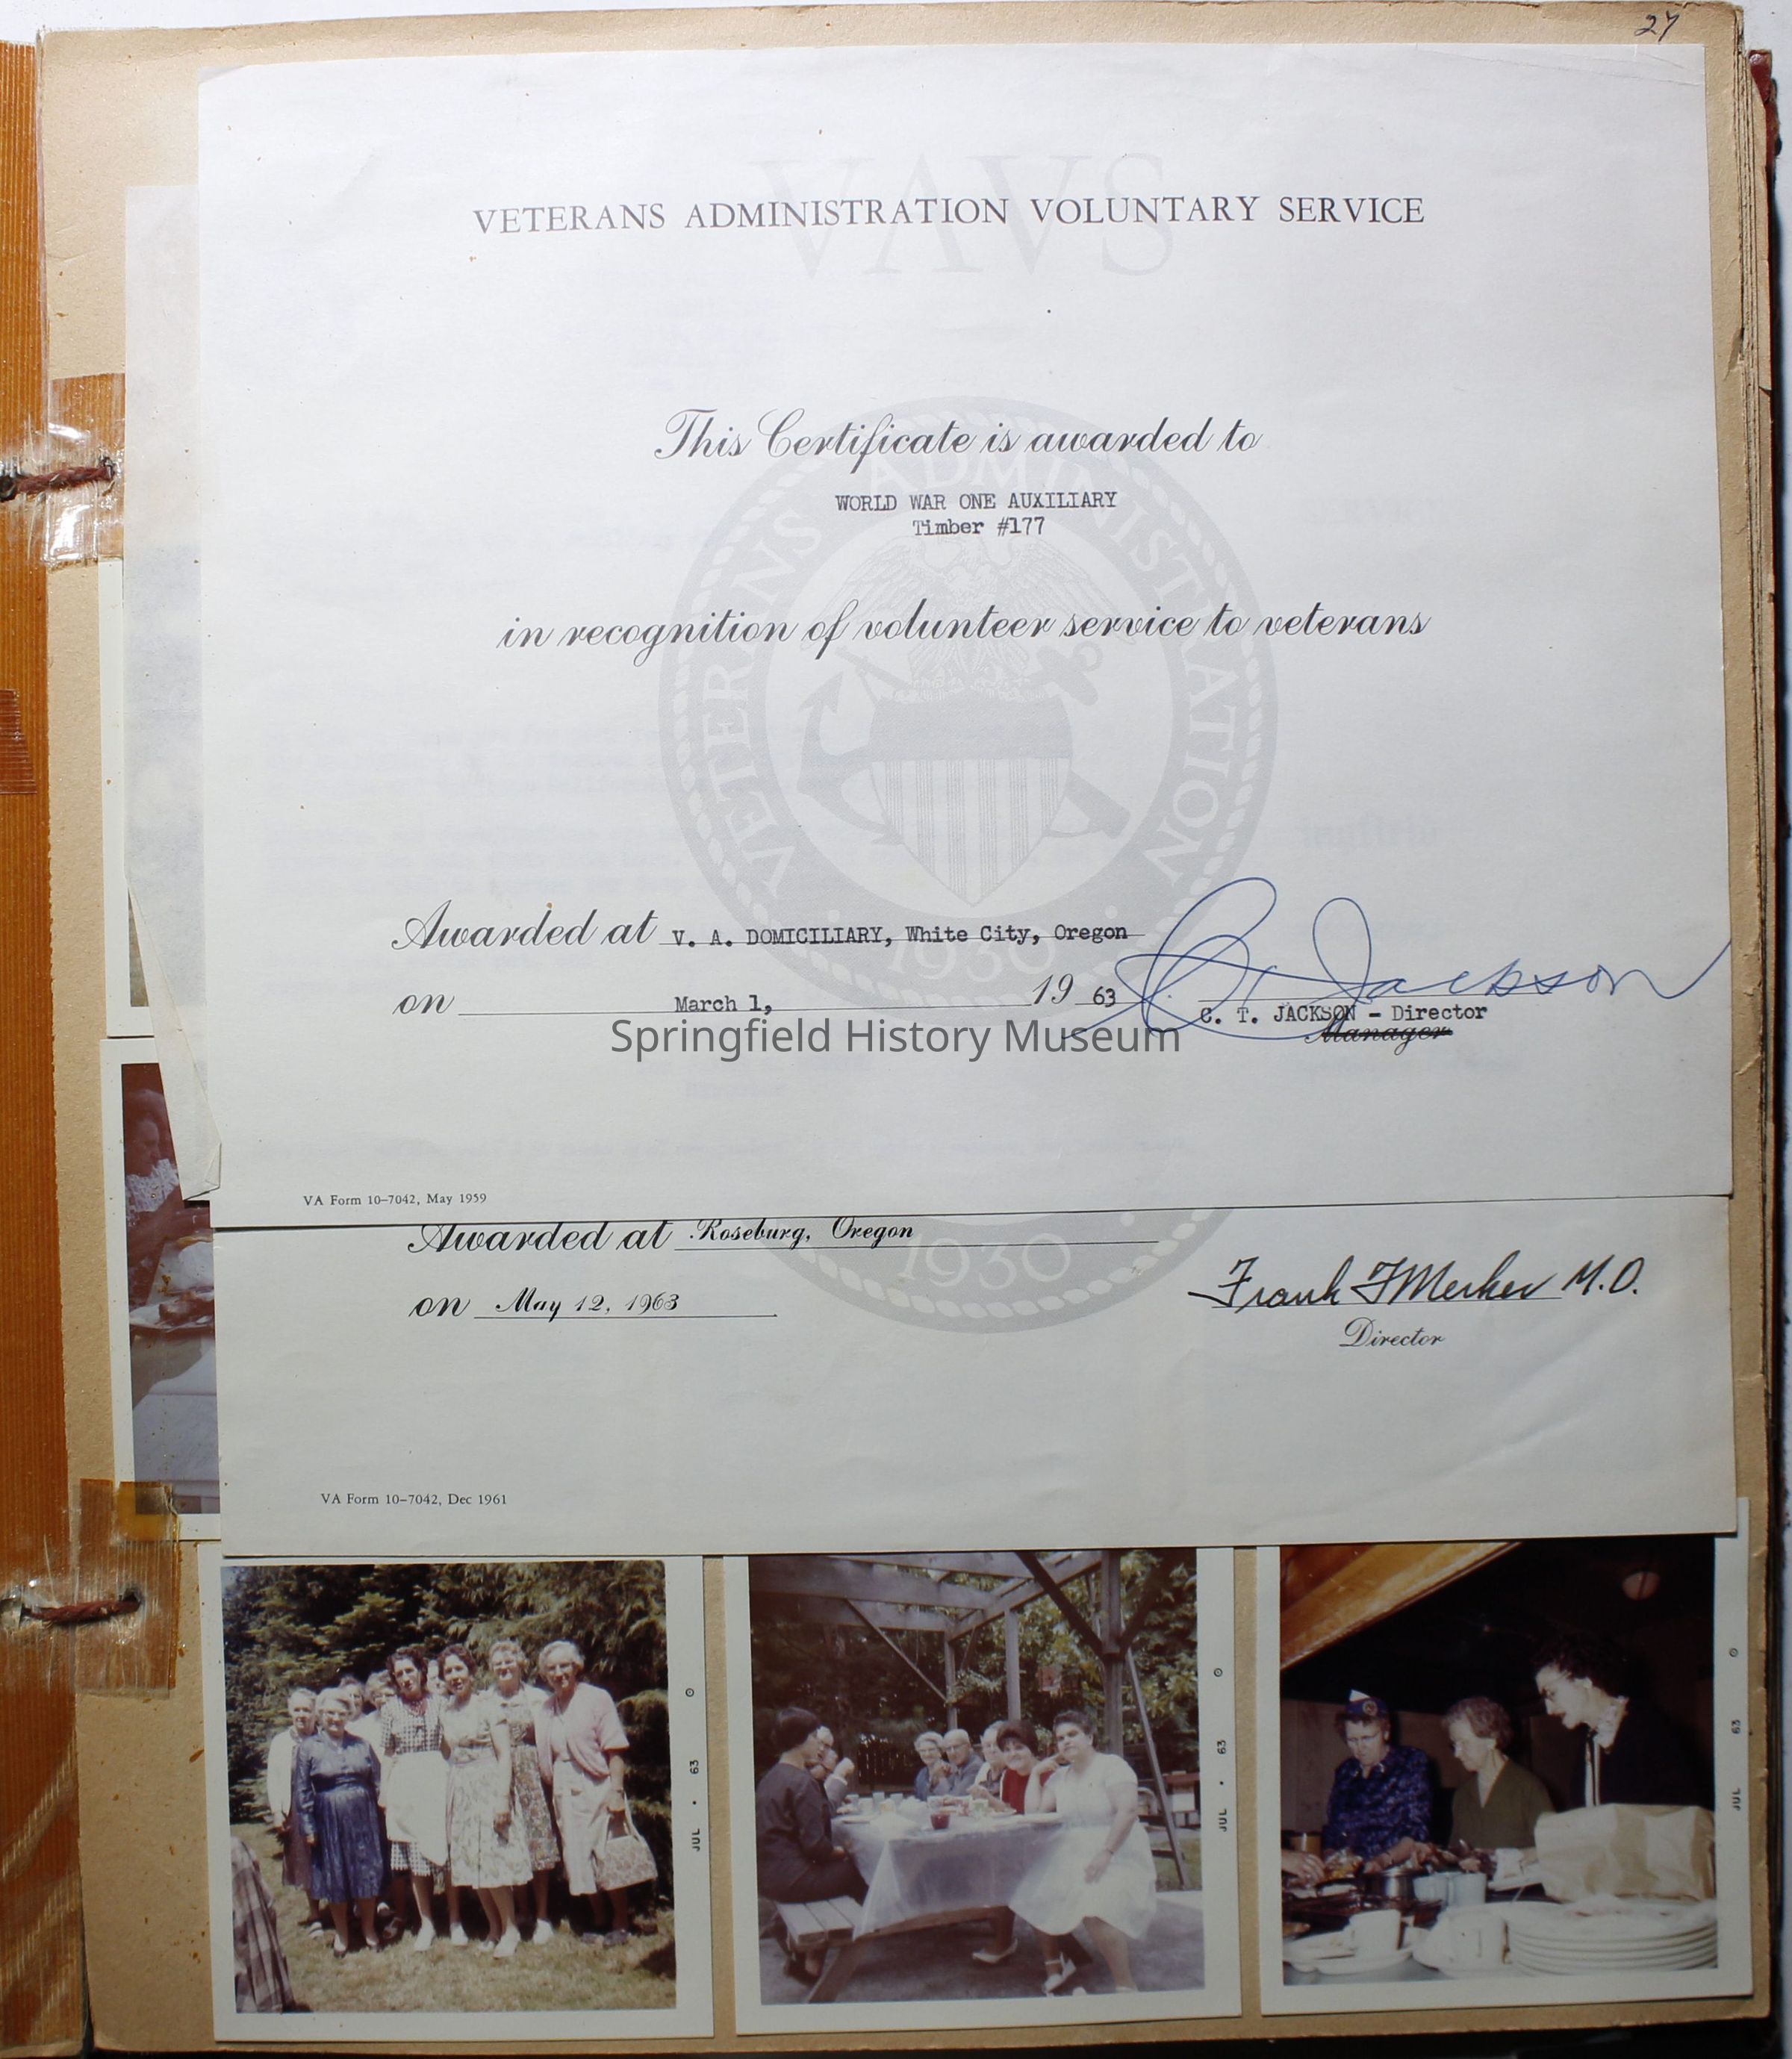 27
VAVS
VETERANS ADMINISTRATION VOLUNTARY SERVICE
This Certificate is awarded to
WORLD WAR ONE AUXILIARY
Timber #177
in recognition of volunteer service to veterans
VETERANS ADMINISTRATION
1930
Awarded at V. A. DOMICILIARY, White City, Oregon
on March 1, 19 63
C. T. Jackson
C. T. JACKSON - Director
Manager
Springfield History Museum
VA Form 10-7042, May 1959
Awarded at Roseburg, Oregon
1930
on May 12, 1963
Frank F Merker M.D.
Director
VA Form 10-7042, Dec 1961
JUL • 63
JUL • 63
JUL 63